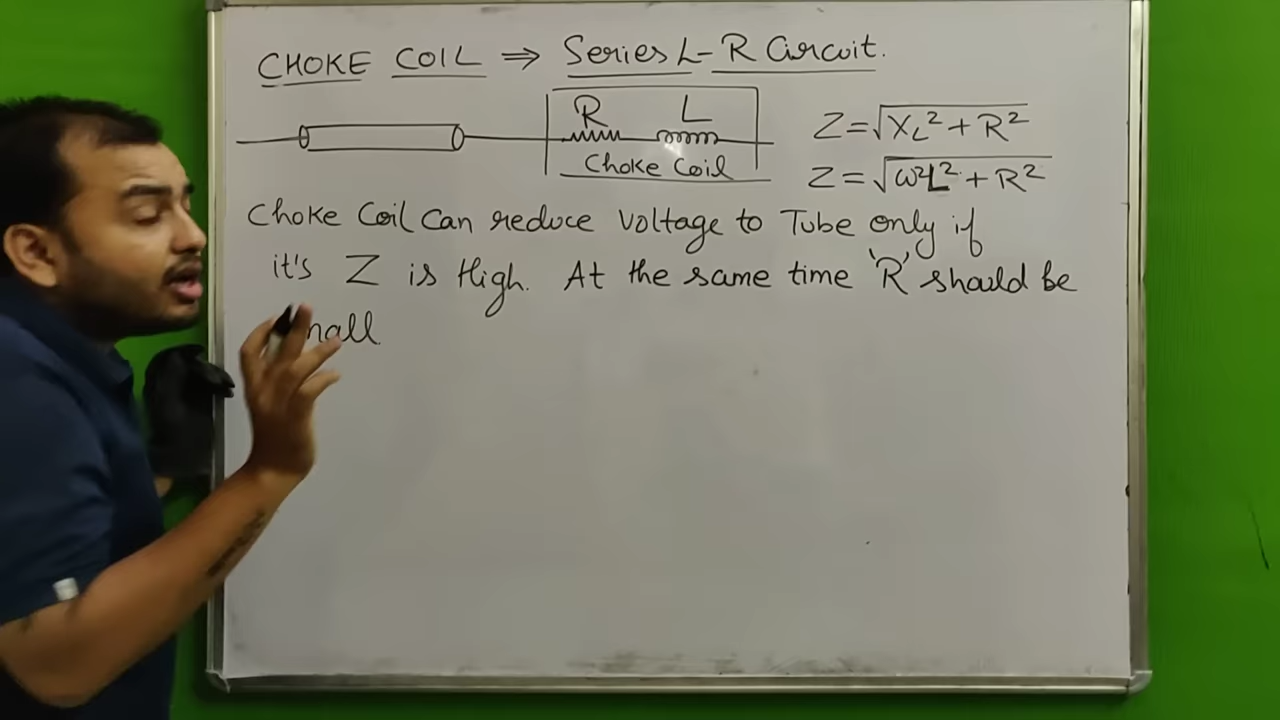 CHOKE COIL ⇒ Series L-R Circuit.
R L
Choke Coil
Z=√XL²+R²
Z=√ω²L²+R²
Choke Coil Can reduce Voltage to Tube only if
it's Z is High. At the same time 'R' should be